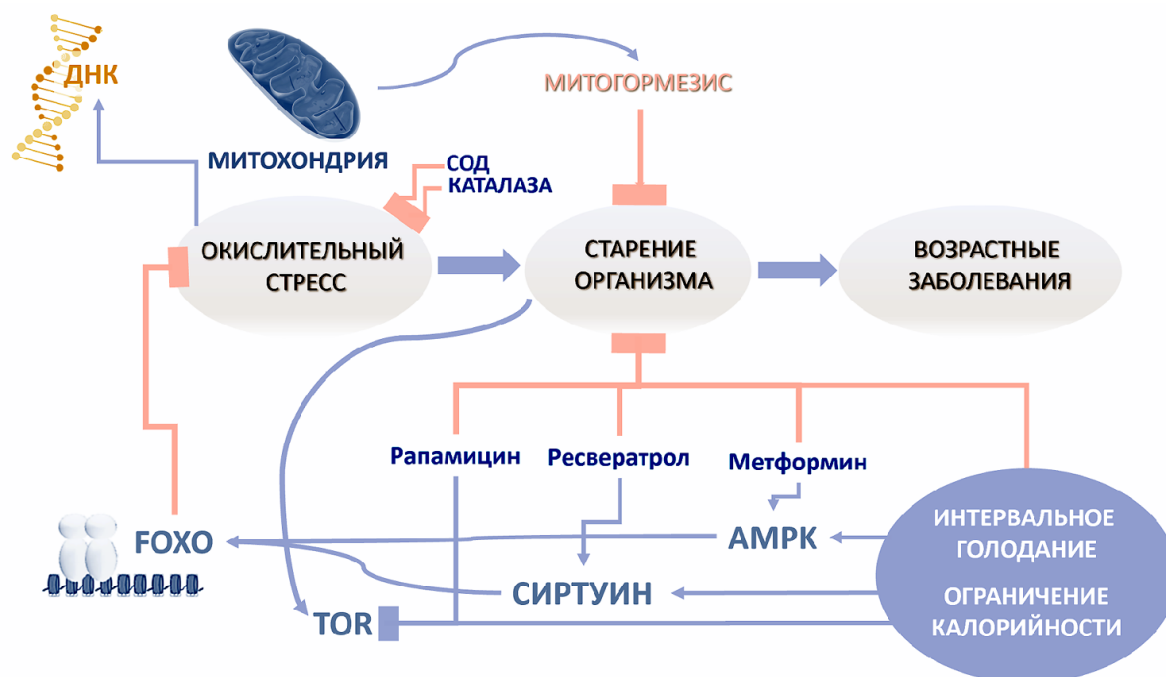 ДНК
МИТОГОРМЕЗИС
МИТОХОНДРИЯ
СОД
КАТАЛАЗА
ОКИСЛИТЕЛЬНЫЙ
СТРЕСС
СТАРЕНИЕ
ОРГАНИЗМА
ВОЗРАСТНЫЕ
ЗАБОЛЕВАНИЯ
Рапамицин
Ресвератрол
Метформин
FOXO
AMPK
СИРТУИН
TOR
ИНТЕРВАЛЬНОЕ
ГОЛОДАНИЕ
ОГРАНИЧЕНИЕ
КАЛОРИЙНОСТИ